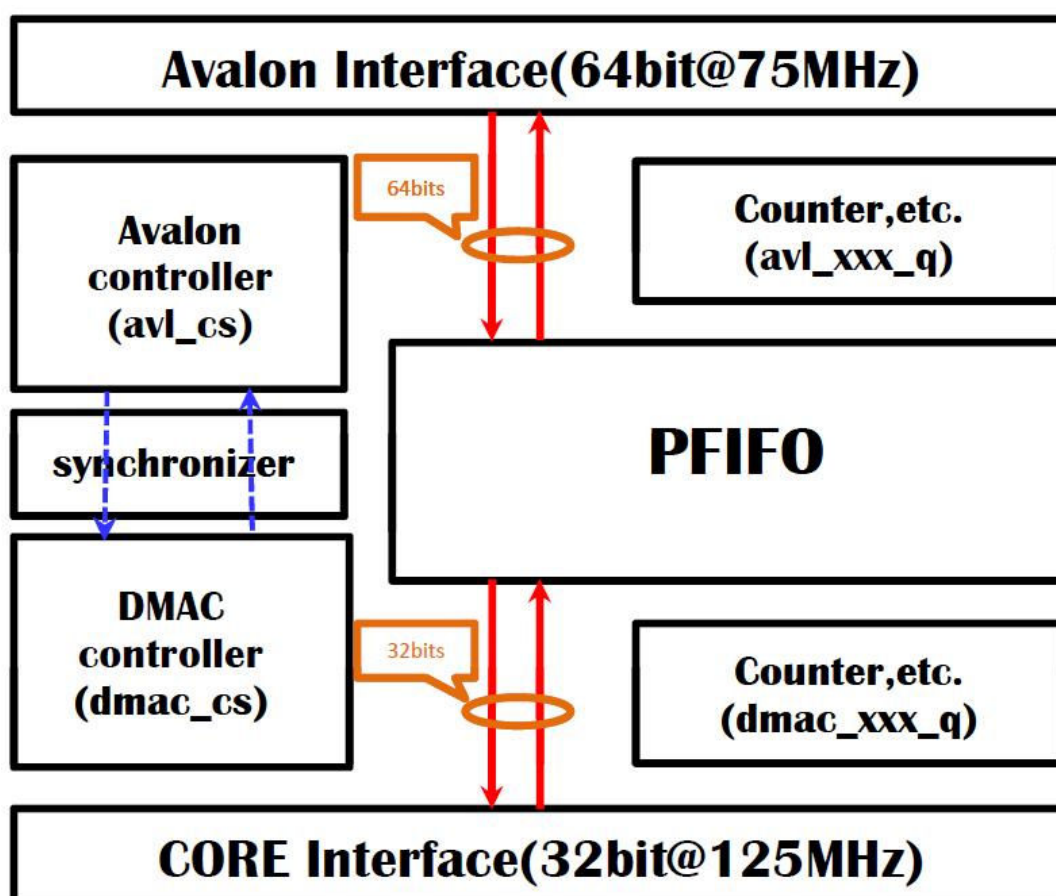 Avalon Interface(64bit@75MHz)
Avalon
controller
(avl_cs)
64bits
Counter,etc.
(avl_xxx_q)
synchronizer
PFIFO
DMAC
controller
(dmac_cs)
32bits
Counter,etc.
(dmac_xxx_q)
CORE Interface(32bit@125MHz)